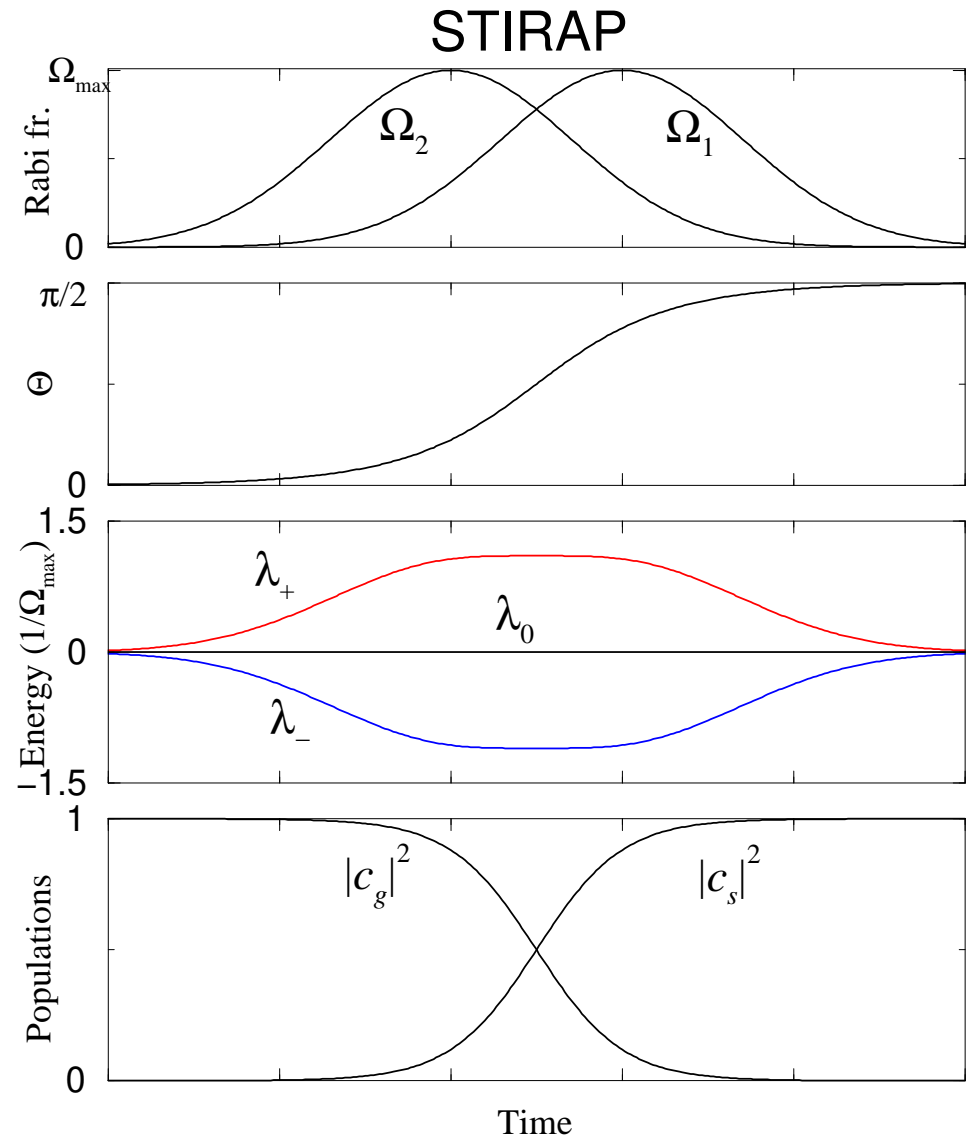 STIRAP
Ωmax
Rabi fr.
Ω2
Ω1
0
π/2
Θ
0
1.5
Energy (1/Ωmax)
λ+
λ0
0
λ−
−1.5
1
Populations
|cg|²
|cs|²
0
Time